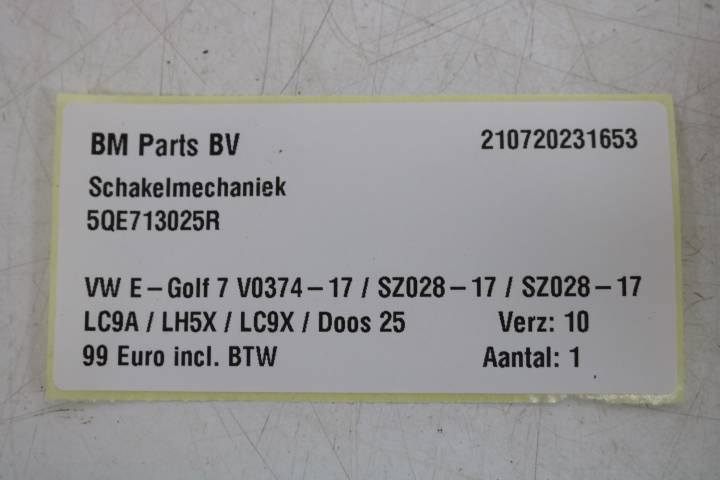 BM Parts BV 210720231653
Schakelmechaniek
5QE713025R
VW E-Golf 7 V0374-17 / SZ028-17 / SZ028-17
LC9A / LH5X / LC9X / Doos 25 Verz: 10
99 Euro incl. BTW Aantal: 1